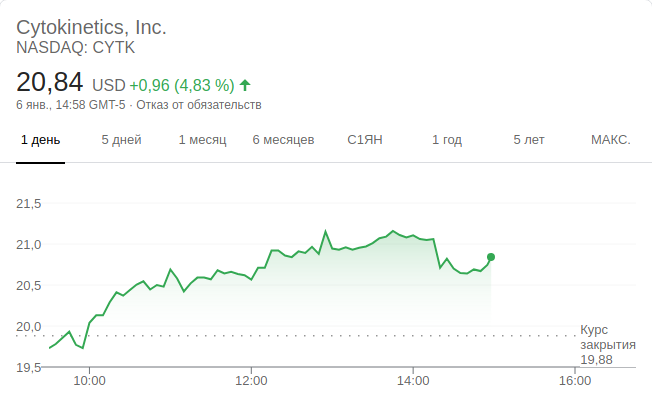 Cytokinetics, Inc.
NASDAQ: CYTK
20,84 USD +0,96 (4,83 %)
6 янв., 14:58 GMT-5 · Отказ от обязательств
1 день 5 дней 1 месяц 6 месяцев С1ЯН 1 год 5 лет МАКС.
21,5
21,0
20,5
20,0
Курс
закрытия
19,88
19,5
10:00 12:00 14:00 16:00